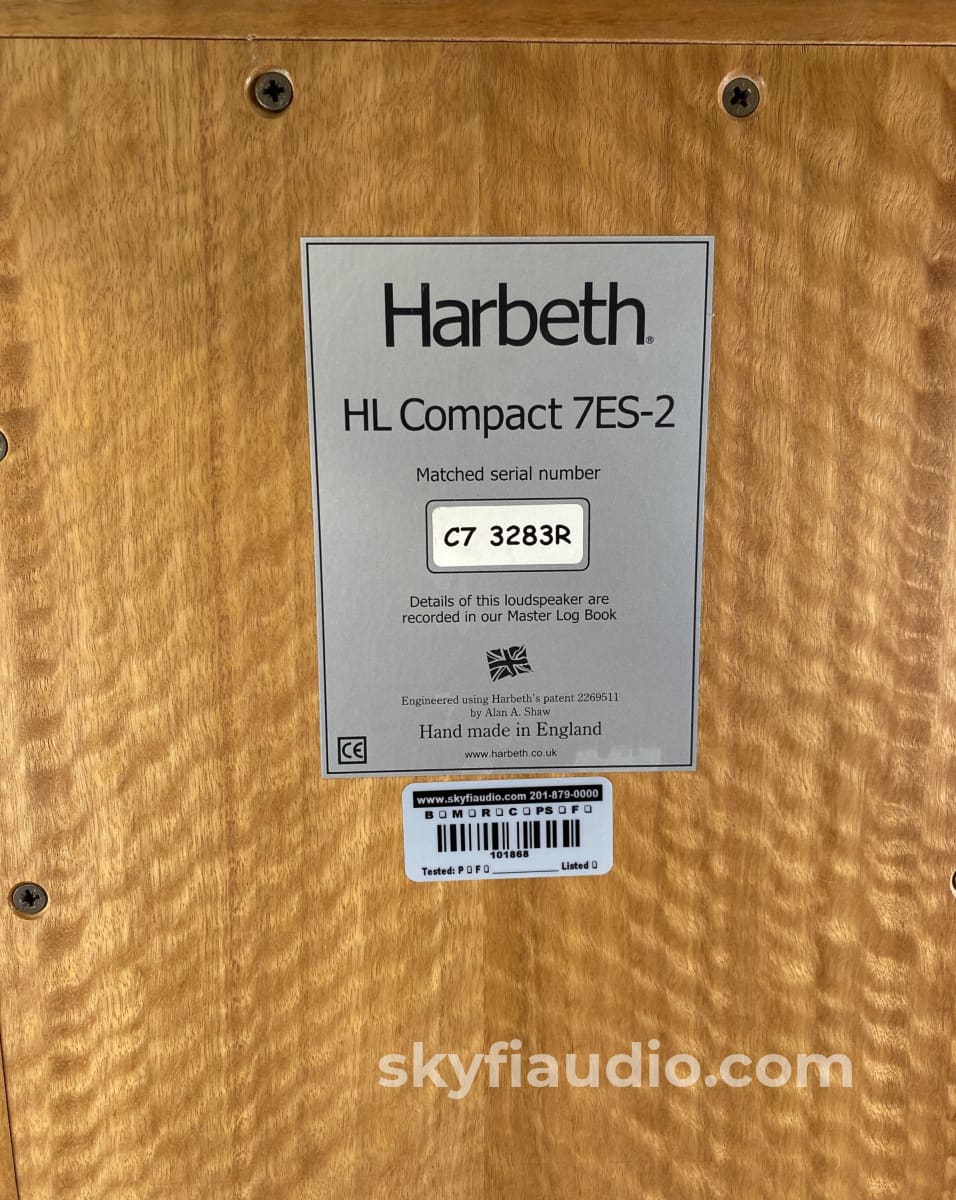 Harbeth®
HL Compact 7ES-2
Matched serial number
C7 3283R
Details of this loudspeaker are
recorded in our Master Log Book
Engineered using Harbeth's patent 2269511
by Alan A. Shaw
Hand made in England
CE
www.harbeth.co.uk
www.skyfiaudio.com 201-879-0000
B ▢ M ▢ R ▢ C ▢ PS ▢ F ▢
101868
Tested: P ▢ F ▢ ____________ Listed ▢
skyfiaudio.com